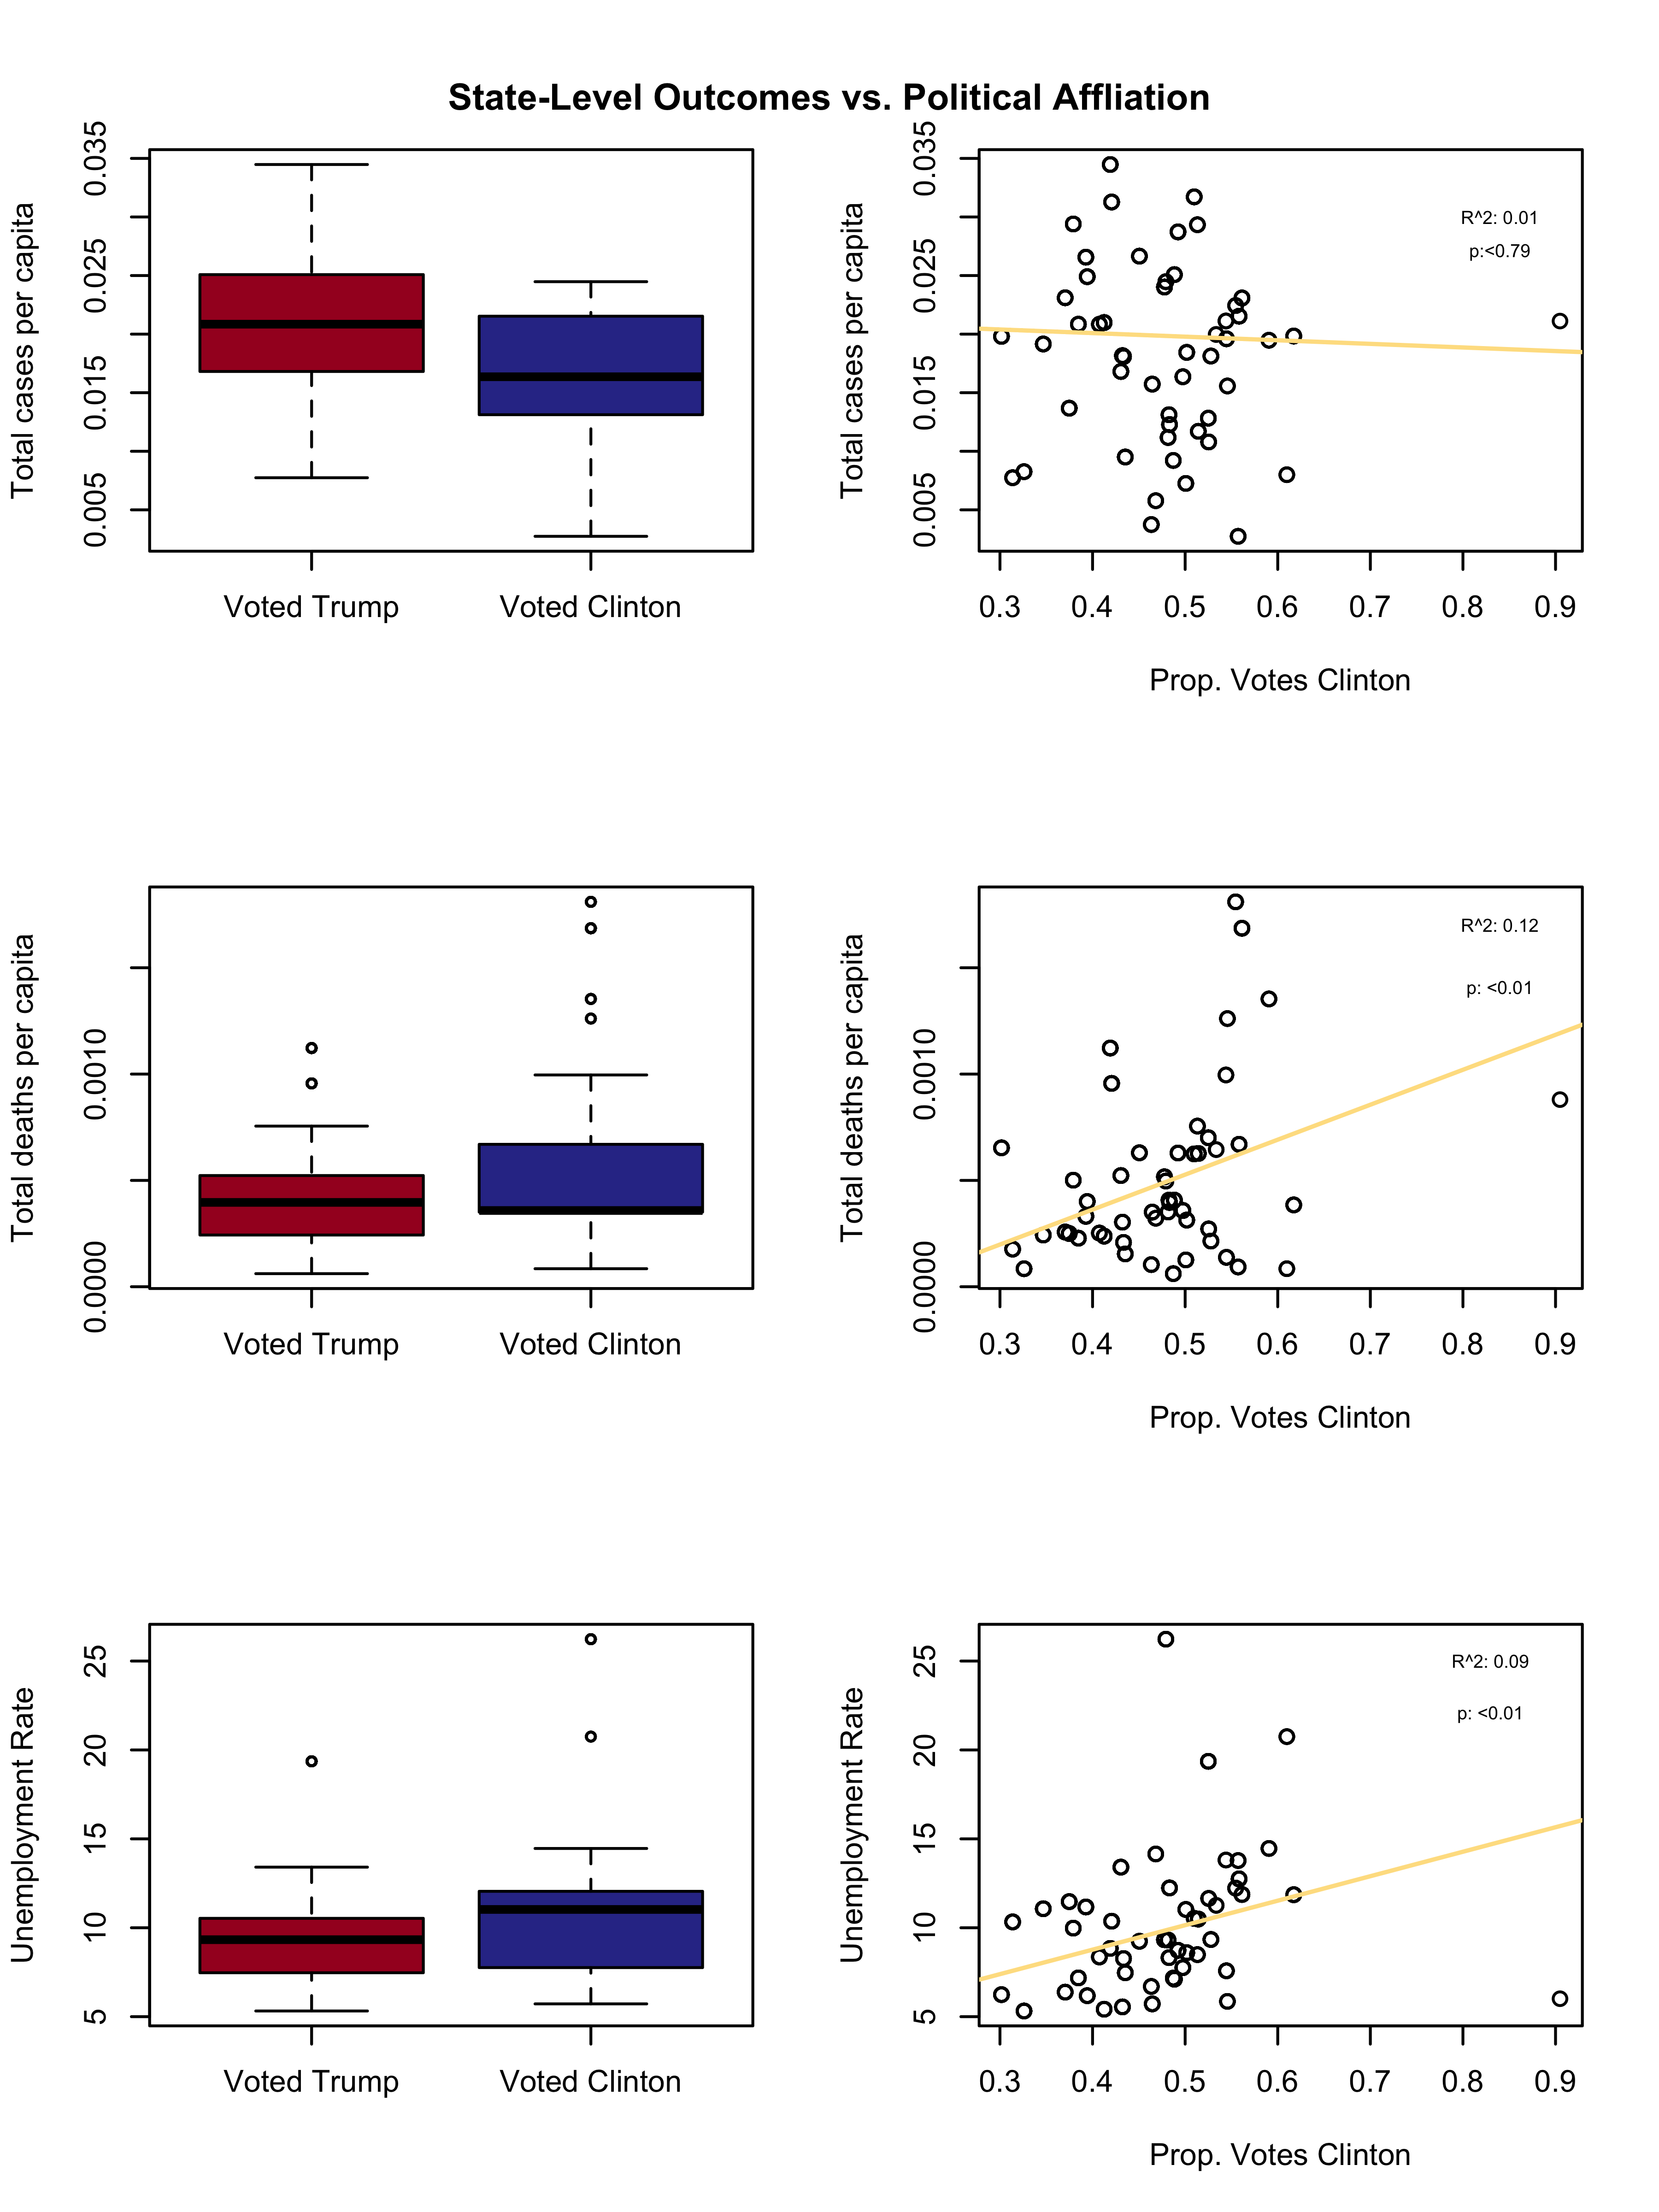 State-Level Outcomes vs. Political Affliation
Total cases per capita
0.005 0.015 0.025 0.035
Voted Trump Voted Clinton
Total cases per capita
0.005 0.015 0.025 0.035
R^2: 0.01
p:<0.79
0.3 0.4 0.5 0.6 0.7 0.8 0.9
Prop. Votes Clinton
Total deaths per capita
0.0000 0.0010
Voted Trump Voted Clinton
Total deaths per capita
0.0000 0.0010
R^2: 0.12
p: <0.01
0.3 0.4 0.5 0.6 0.7 0.8 0.9
Prop. Votes Clinton
Unemployment Rate
5 10 15 20 25
Voted Trump Voted Clinton
Unemployment Rate
5 10 15 20 25
R^2: 0.09
p: <0.01
0.3 0.4 0.5 0.6 0.7 0.8 0.9
Prop. Votes Clinton